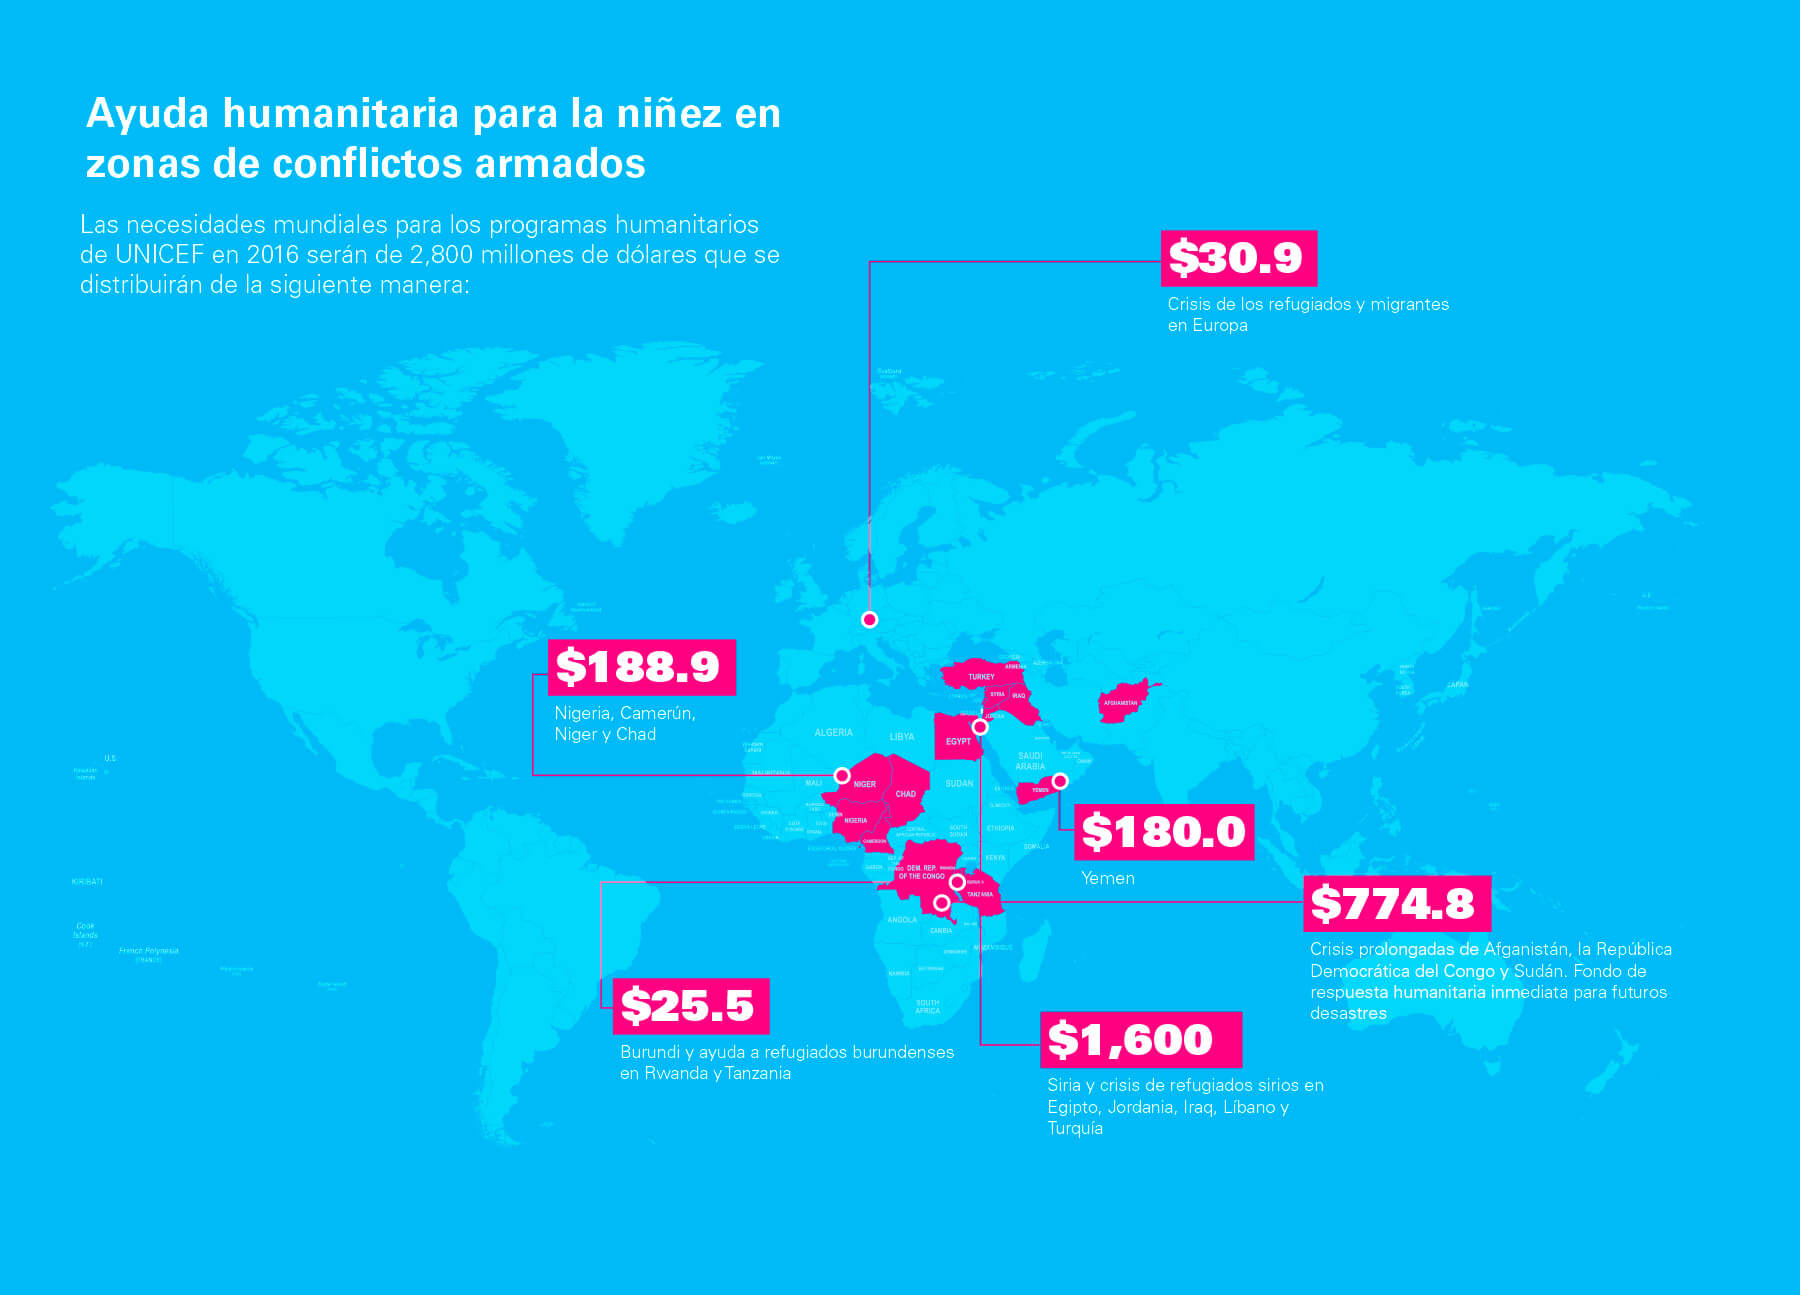 Ayuda humanitaria para la niñez en
zonas de conflictos armados
Las necesidades mundiales para los programas humanitarios
de UNICEF en 2016 serán de 2,800 millones de dólares que se
distribuirán de la siguiente manera:
$30.9
Crisis de los refugiados y migrantes
en Europa
$188.9
Nigeria, Camerún,
Niger y Chad
$180.0
Yemen
$774.8
Crisis prolongadas de Afganistán, la República
Democrática del Congo y Sudán. Fondo de
respuesta humanitaria inmediata para futuros
desastres
$25.5
Burundi y ayuda a refugiados burundenses
en Rwanda y Tanzania
$1,600
Siria y crisis de refugiados sirios en
Egipto, Jordania, Iraq, Líbano y
Turquía
Svalbard
TURKEY
ARMENIA
SYRIA
IRAQ
AFGHANISTAN
JAPAN
ALGERIA
LIBYA
EGYPT
SAUDI
ARABIA
U.S.
MALI
NIGER
CHAD
SUDAN
YEMEN
NIGERIA
CAMEROON
SOUTH
SUDAN
ETHIOPIA
SOMALIA
KENYA
DEM. REP.
OF THE CONGO
TANZANIA
ANGOLA
ZAMBIA
NAMIBIA
SOUTH
AFRICA
KIRIBATI
Cook
Islands
(N.Z.)
French Polynesia
(FRANCE)